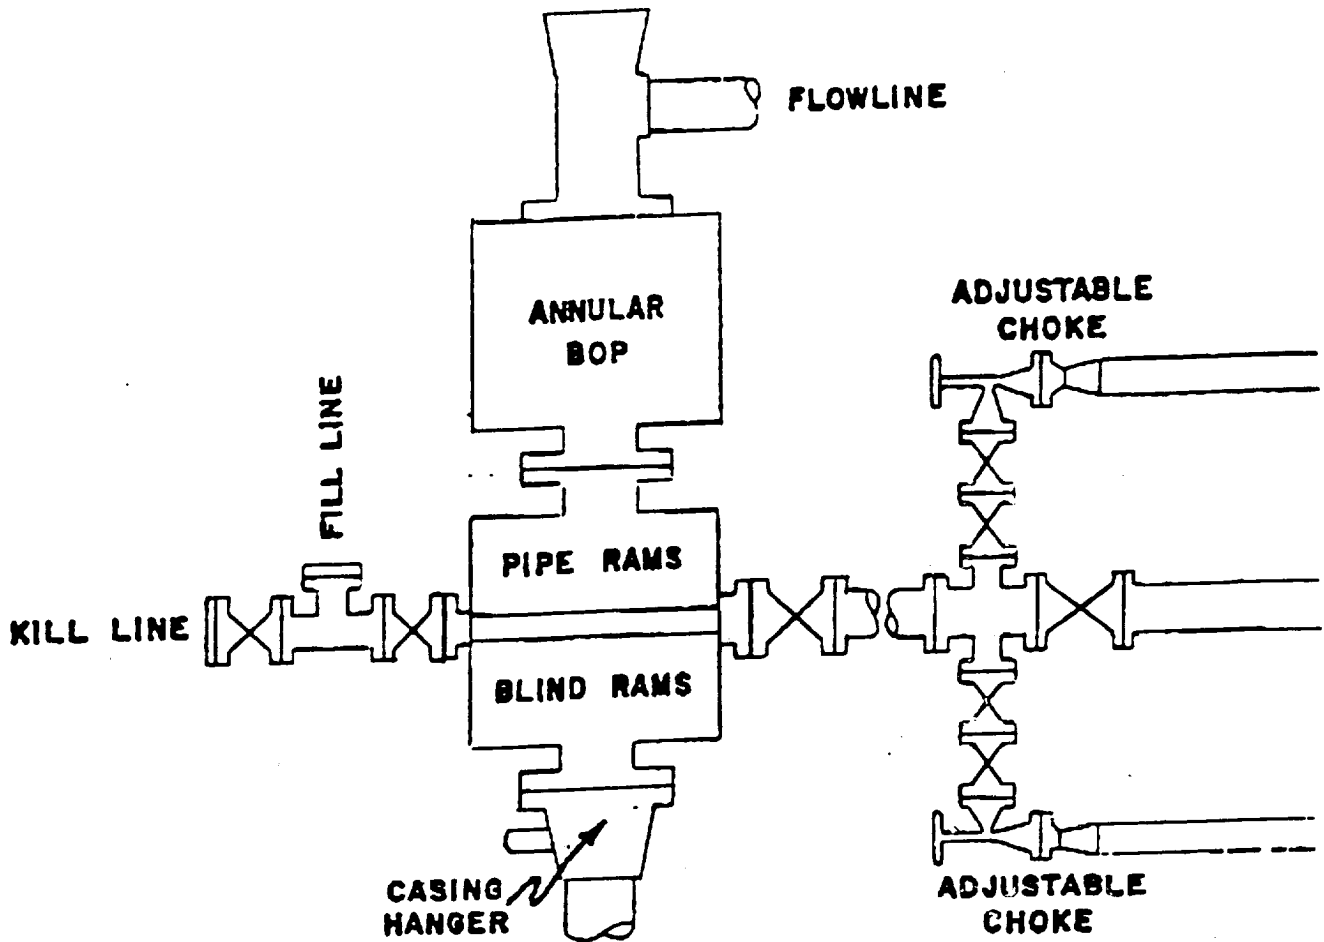 FLOWLINE
ANNULAR
BOP
ADJUSTABLE
CHOKE
FILL LINE
PIPE RAMS
KILL LINE
BLIND RAMS
CASING
HANGER
ADJUSTABLE
CHOKE